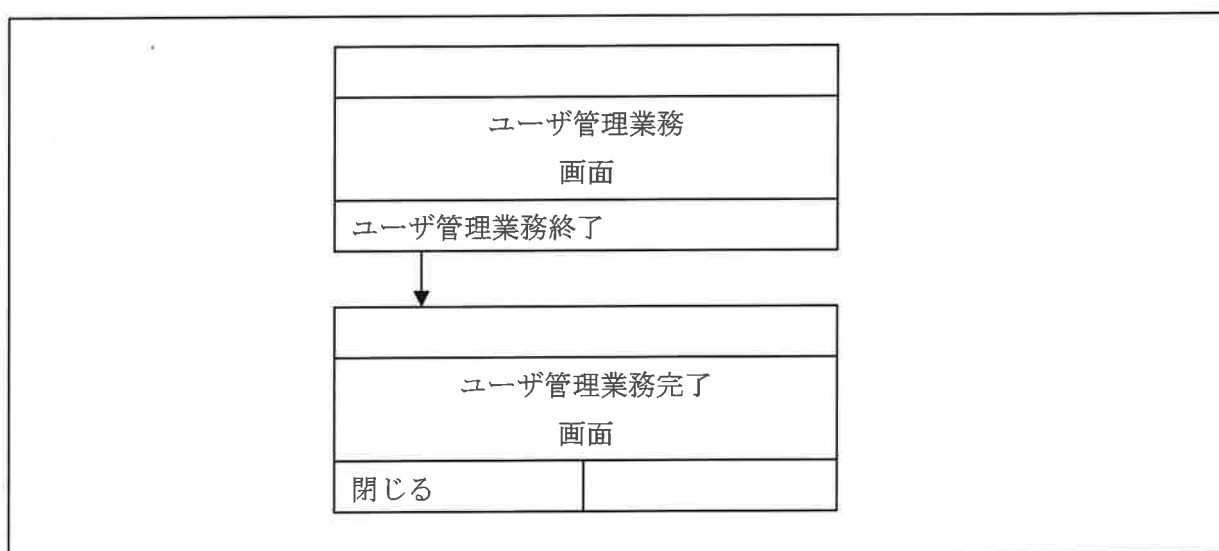 ユーザ管理業務
画面
ユーザ管理業務終了
ユーザ管理業務完了
画面
閉じる